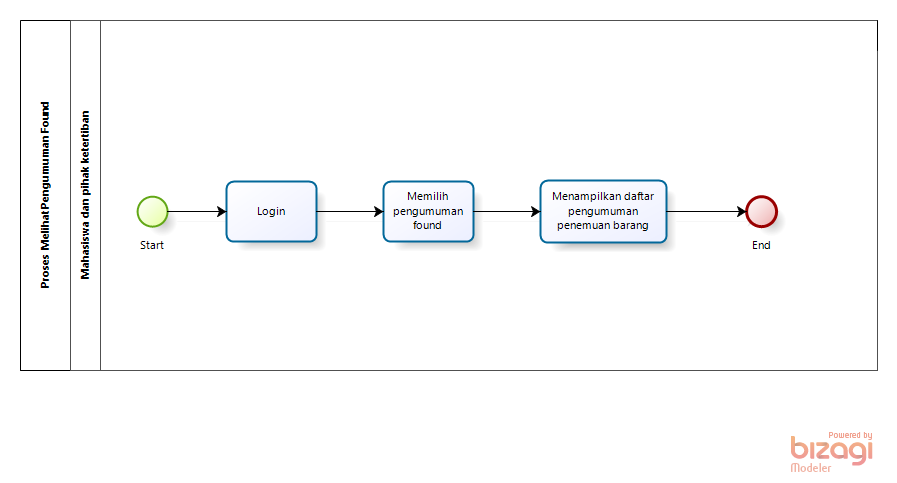 Proses Melihat Pengumuman Found
Mahasiswa dan pihak ketertiban
Start
Login
Memilih
pengumuman
found
Menampilkan daftar
pengumuman
penemuan barang
End
Powered by
bizagi
Modeler